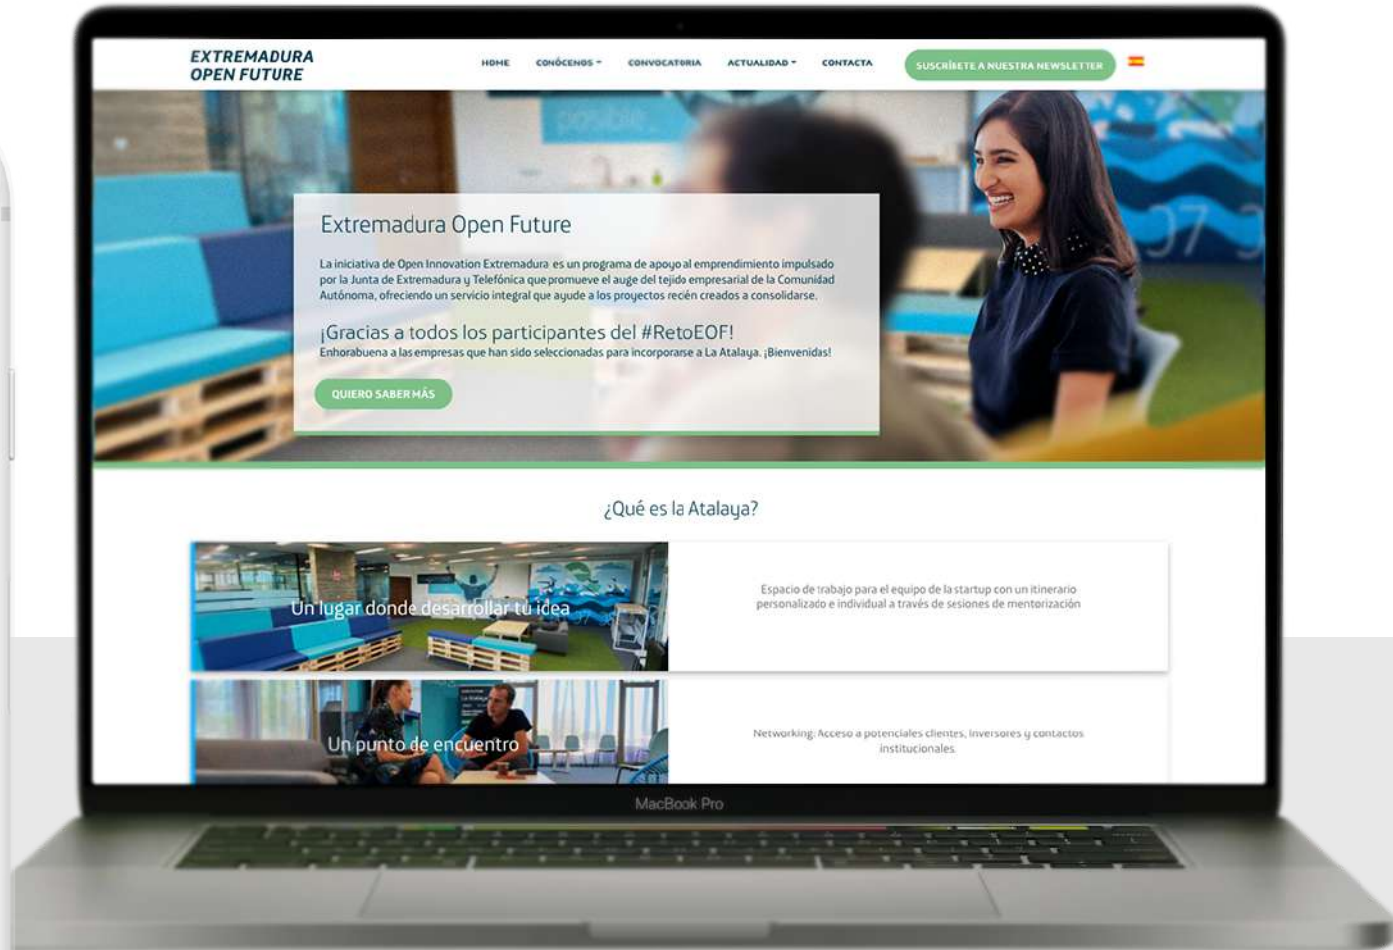 EXTREMADURA
OPEN FUTURE
HOME
CONÓCENOS
CONVOCATORIA
ACTUALIDAD
CONTACTA
SUSCRÍBETE A NUESTRA NEWSLETTER
posible_
07
Extremadura Open Future
La iniciativa de Open Innovation Extremadura es un programa de apoyo al emprendimiento impulsado
por la Junta de Extremadura y Telefónica que promueve el auge del tejido empresarial de la Comunidad
Autónoma, ofreciendo un servicio integral que ayude a los proyectos recién creados a consolidarse.
¡Gracias a todos los participantes del #RetoEOF!
Enhorabuena a las empresas que han sido seleccionadas para incorporarse a La Atalaya. ¡Bienvenidas!
QUIERO SABER MÁS
¿Qué es la Atalaya?
Un lugar donde desarrollar tu idea
Espacio de trabajo para el equipo de la startup con un itinerario
personalizado e individual a través de sesiones de mentorización
La Atalaya
Un punto de encuentro
Networking: Acceso a potenciales clientes, inversores y contactos
institucionales.
MacBook Pro